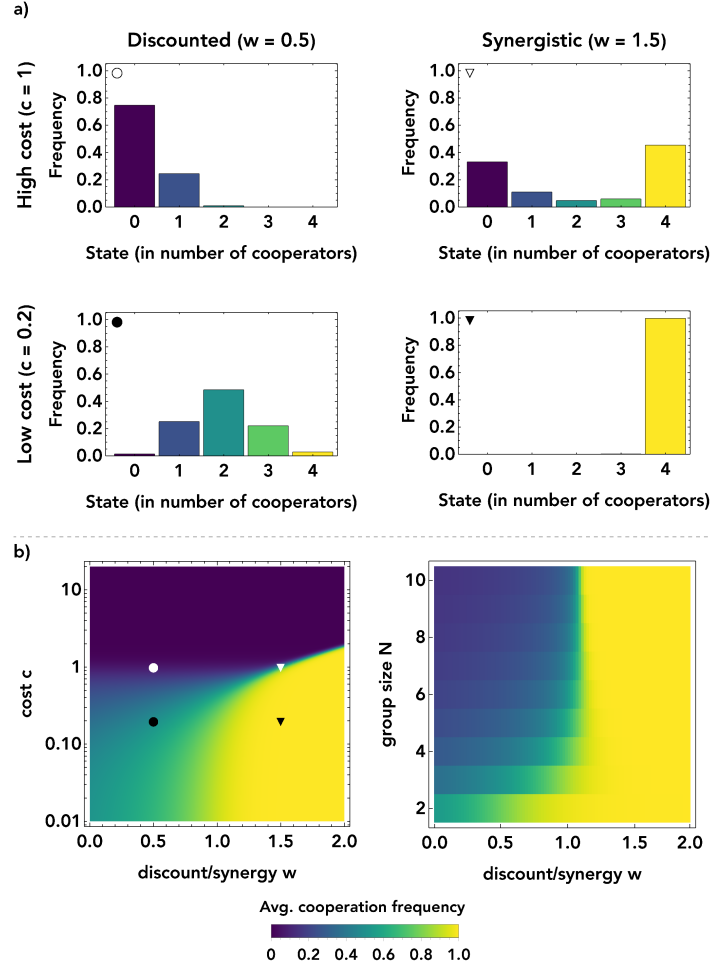 a)
Discounted (w = 0.5)
Synergistic (w = 1.5)
High cost (c = 1)
Frequency
1.0
0.8
0.6
0.4
0.2
0.0
0 1 2 3 4
State (in number of cooperators)
Frequency
1.0
0.8
0.6
0.4
0.2
0.0
0 1 2 3 4
State (in number of cooperators)
Low cost (c = 0.2)
Frequency
1.0
0.8
0.6
0.4
0.2
0.0
0 1 2 3 4
State (in number of cooperators)
Frequency
1.0
0.8
0.6
0.4
0.2
0.0
0 1 2 3 4
State (in number of cooperators)
b)
cost c
10
1
0.10
0.01
0.0 0.5 1.0 1.5 2.0
discount/synergy w
group size N
10
8
6
4
2
0.0 0.5 1.0 1.5 2.0
discount/synergy w
Avg. cooperation frequency
0 0.2 0.4 0.6 0.8 1.0